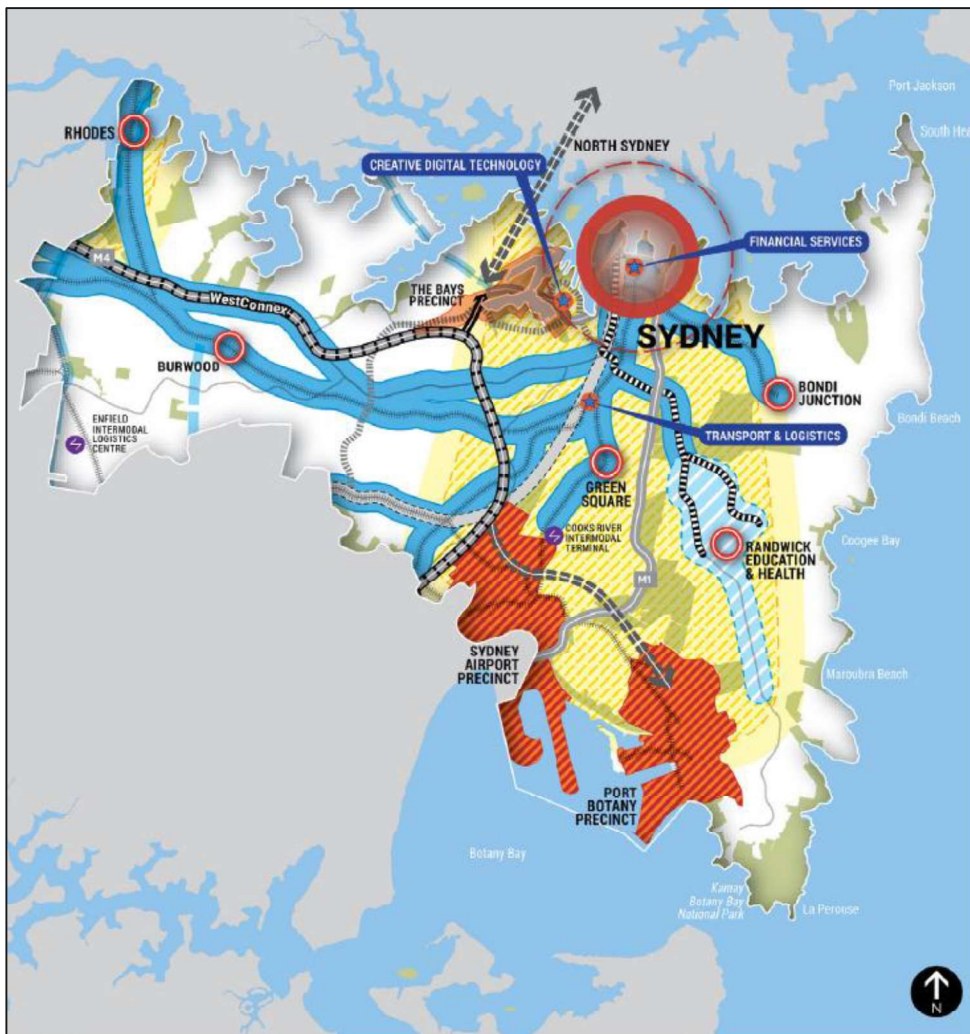 Port Jackson
RHODES
South He
NORTH SYDNEY
CREATIVE DIGITAL TECHNOLOGY
FINANCIAL SERVICES
M4
THE BAYS
PRECINCT
WestConnex
SYDNEY
BURWOOD
BONDI
JUNCTION
Bondi Beach
ENFIELD
INTERMODAL
LOGISTICS
CENTRE
TRANSPORT & LOGISTICS
GREEN
SQUARE
COOKS RIVER
INTERMODAL
TERMINAL
Coogee Bay
RANDWICK
EDUCATION
& HEALTH
M1
SYDNEY
AIRPORT
PRECINCT
Maroubra Beach
PORT
BOTANY
PRECINCT
Botany Bay
Kamay
Botany Bay
National Park
La Perouse
N